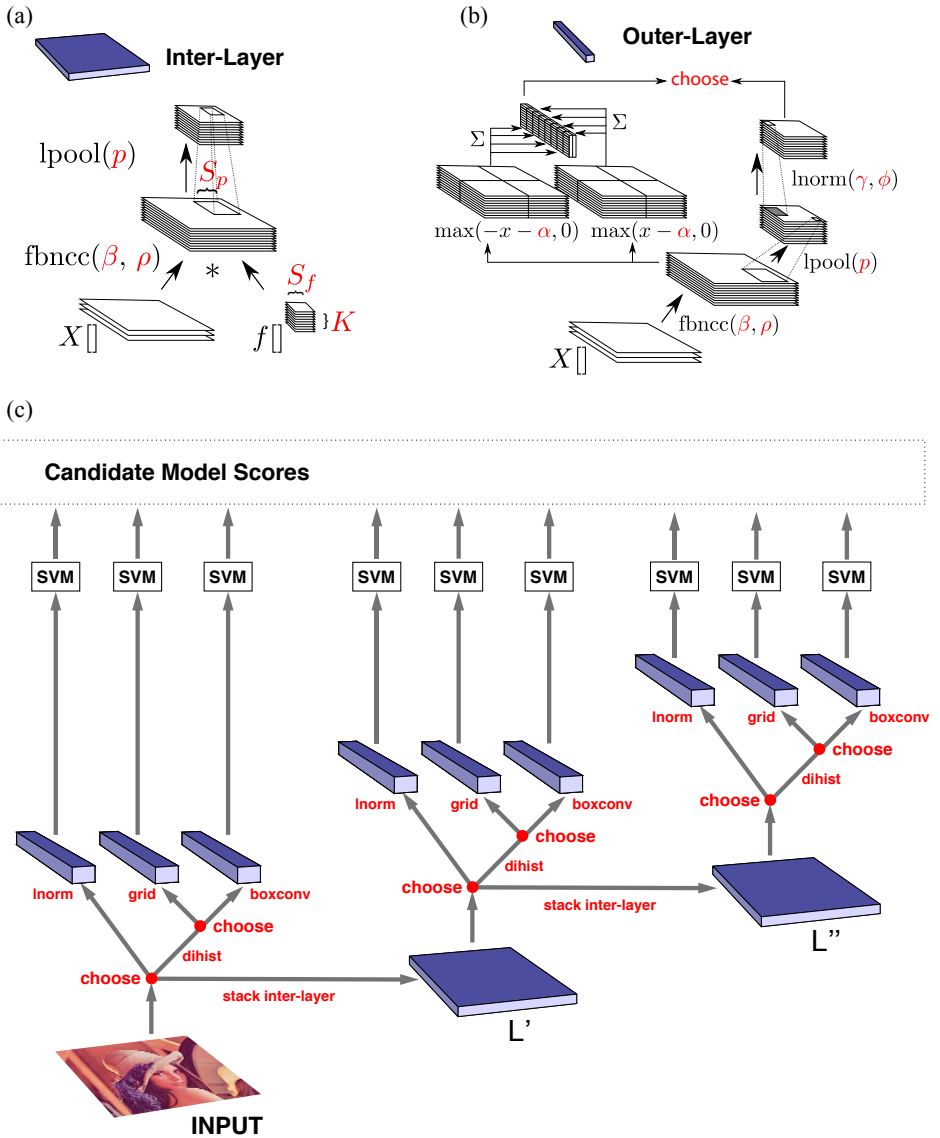 (a)
Inter-Layer
lpool(p)
S_p
fbncc(β, ρ)
*
S_f
X[]
f[]
}K
(b)
Outer-Layer
choose
Σ
Σ
lnorm(γ, ϕ)
max(−x − α, 0)
max(x − α, 0)
lpool(p)
fbncc(β, ρ)
X[]
(c)
Candidate Model Scores
SVM SVM SVM SVM SVM SVM SVM SVM SVM
lnorm grid boxconv
choose
dihist
choose
stack inter-layer
L''
lnorm grid boxconv
choose
dihist
choose
stack inter-layer
L'
lnorm grid boxconv
choose
dihist
choose
INPUT